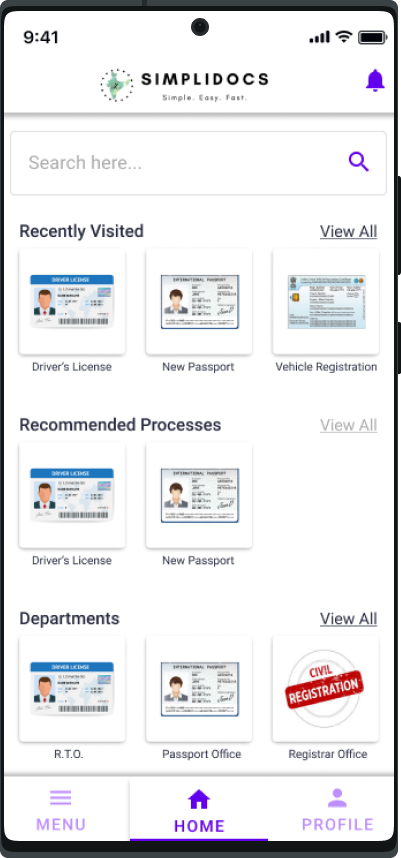 9:41
SIMPLIDOCS
Simple. Easy. Fast.
Search here...
Recently Visited View All
DRIVER LICENSE INTERNATIONAL PASSPORT
Driver's License New Passport Vehicle Registration
Recommended Processes View All
DRIVER LICENSE INTERNATIONAL PASSPORT
Driver's License New Passport
Departments View All
DRIVER LICENSE INTERNATIONAL PASSPORT CIVIL
REGISTRATION
R.T.O. Passport Office Registrar Office
MENU HOME PROFILE